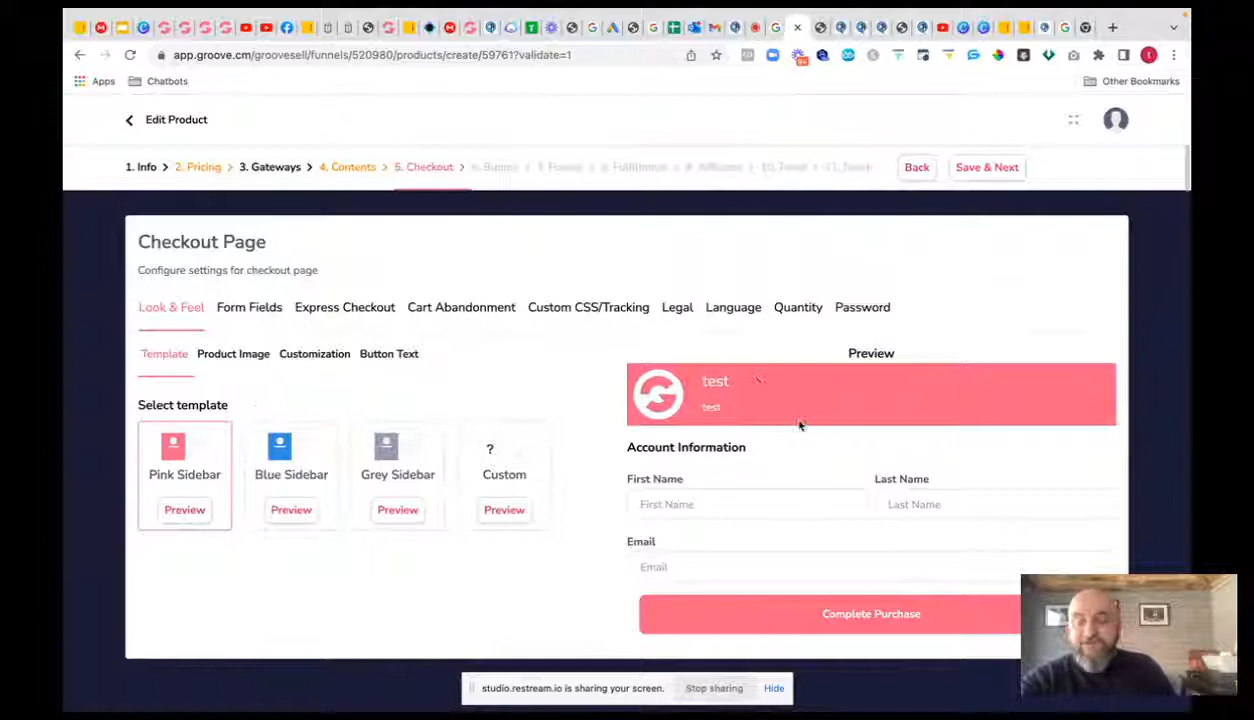 app.groove.cm/groovesell/funnels/520980/products/create/59761?validate=1
Apps Chatbots Other Bookmarks
Edit Product
1. Info 2. Pricing 3. Gateways 4. Contents 5. Checkout Back Save & Next
Checkout Page
Configure settings for checkout page
Look & Feel Form Fields Express Checkout Cart Abandonment Custom CSS/Tracking Legal Language Quantity Password
Template Product Image Customization Button Text
Preview
test
test
Select template
Pink Sidebar Blue Sidebar Grey Sidebar ? Custom
Preview Preview Preview Preview
Account Information
First Name Last Name
First Name Last Name
Email
Email
Complete Purchase
studio.restream.io is sharing your screen. Stop sharing Hide